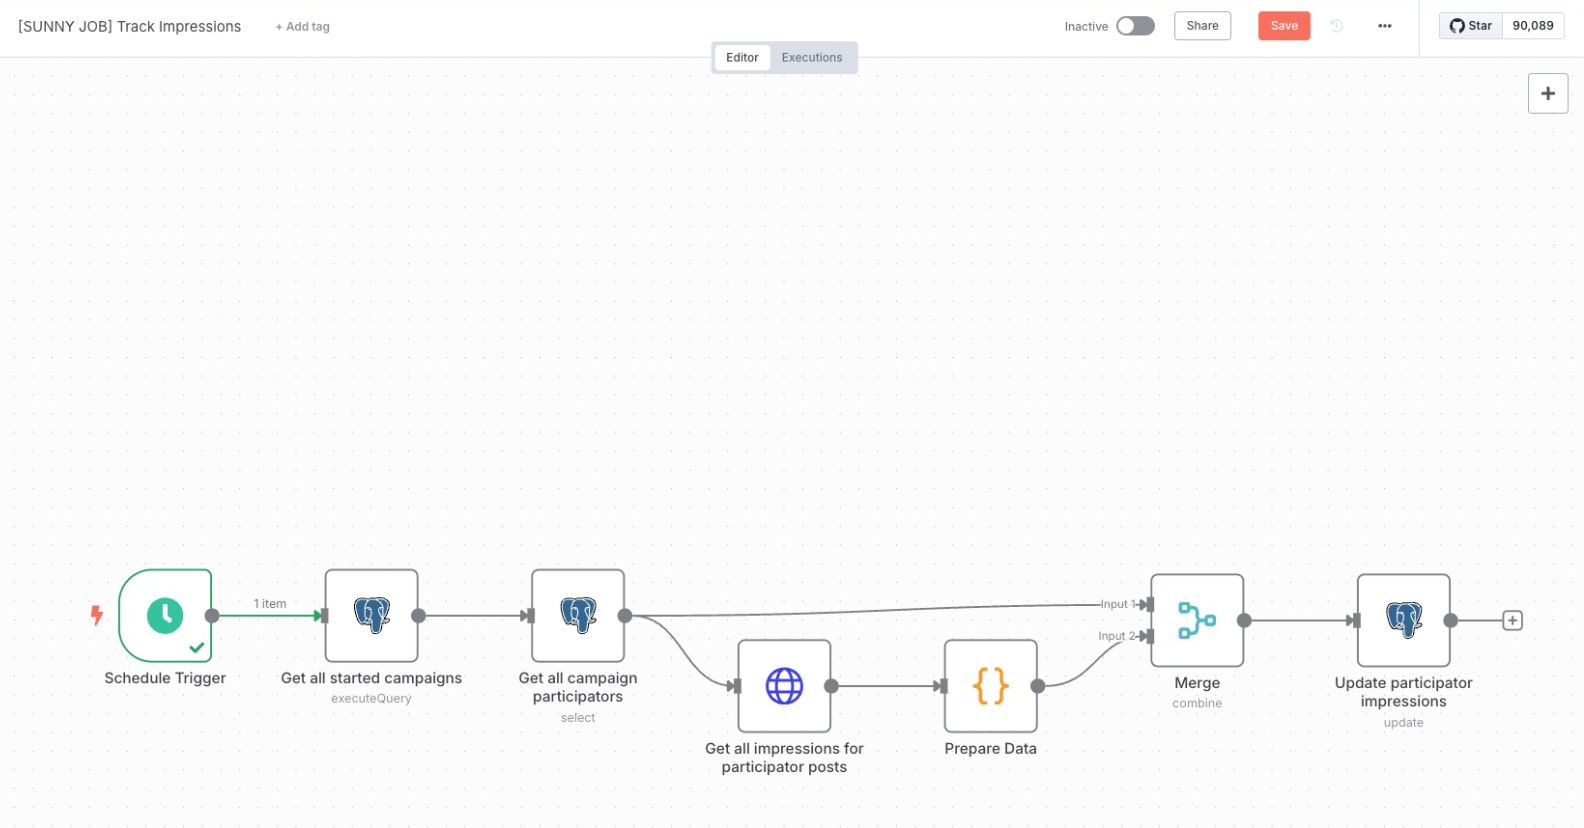 [SUNNY JOB] Track Impressions
+ Add tag
Inactive
Share
Save
Star
90,089
Editor
Executions
1 item
Input 1
Input 2
Schedule Trigger
Get all started campaigns
executeQuery
Get all campaign
participators
select
Get all impressions for
participator posts
Prepare Data
Merge
combine
Update participator
impressions
update